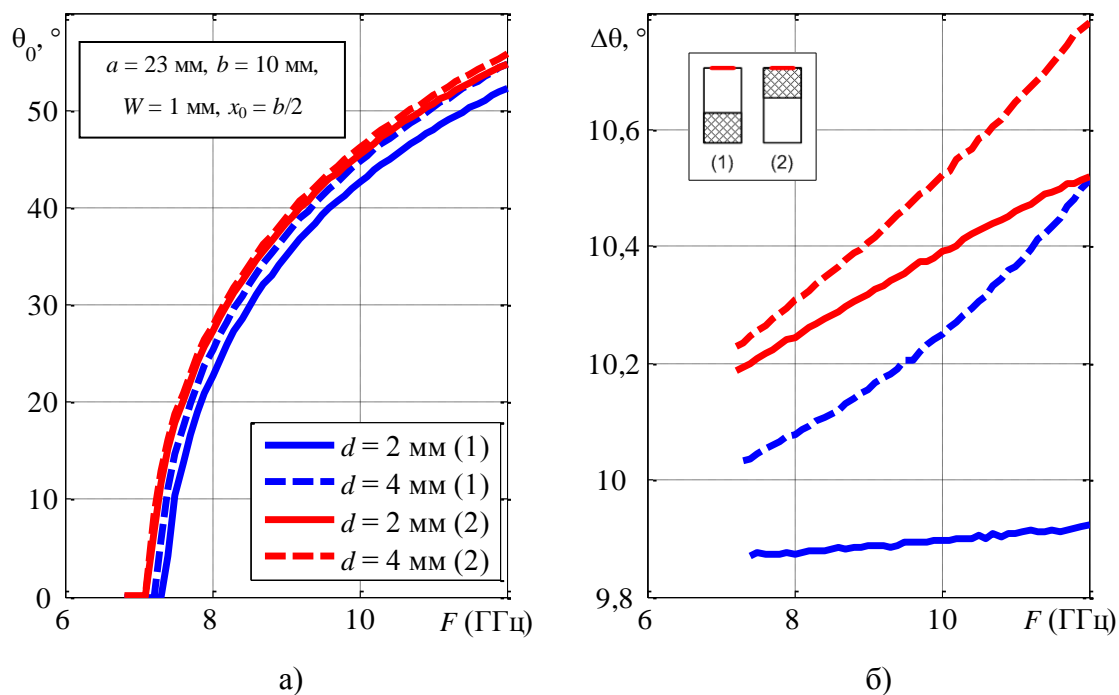 θ0, °
a = 23 мм, b = 10 мм,
W = 1 мм, x0 = b/2
50
40
30
20
10
0
6
8
10
F (ГГц)
d = 2 мм (1)
d = 4 мм (1)
d = 2 мм (2)
d = 4 мм (2)
а)
Δθ, °
(1)
(2)
10,6
10,4
10,2
10
9,8
6
8
10
F (ГГц)
б)